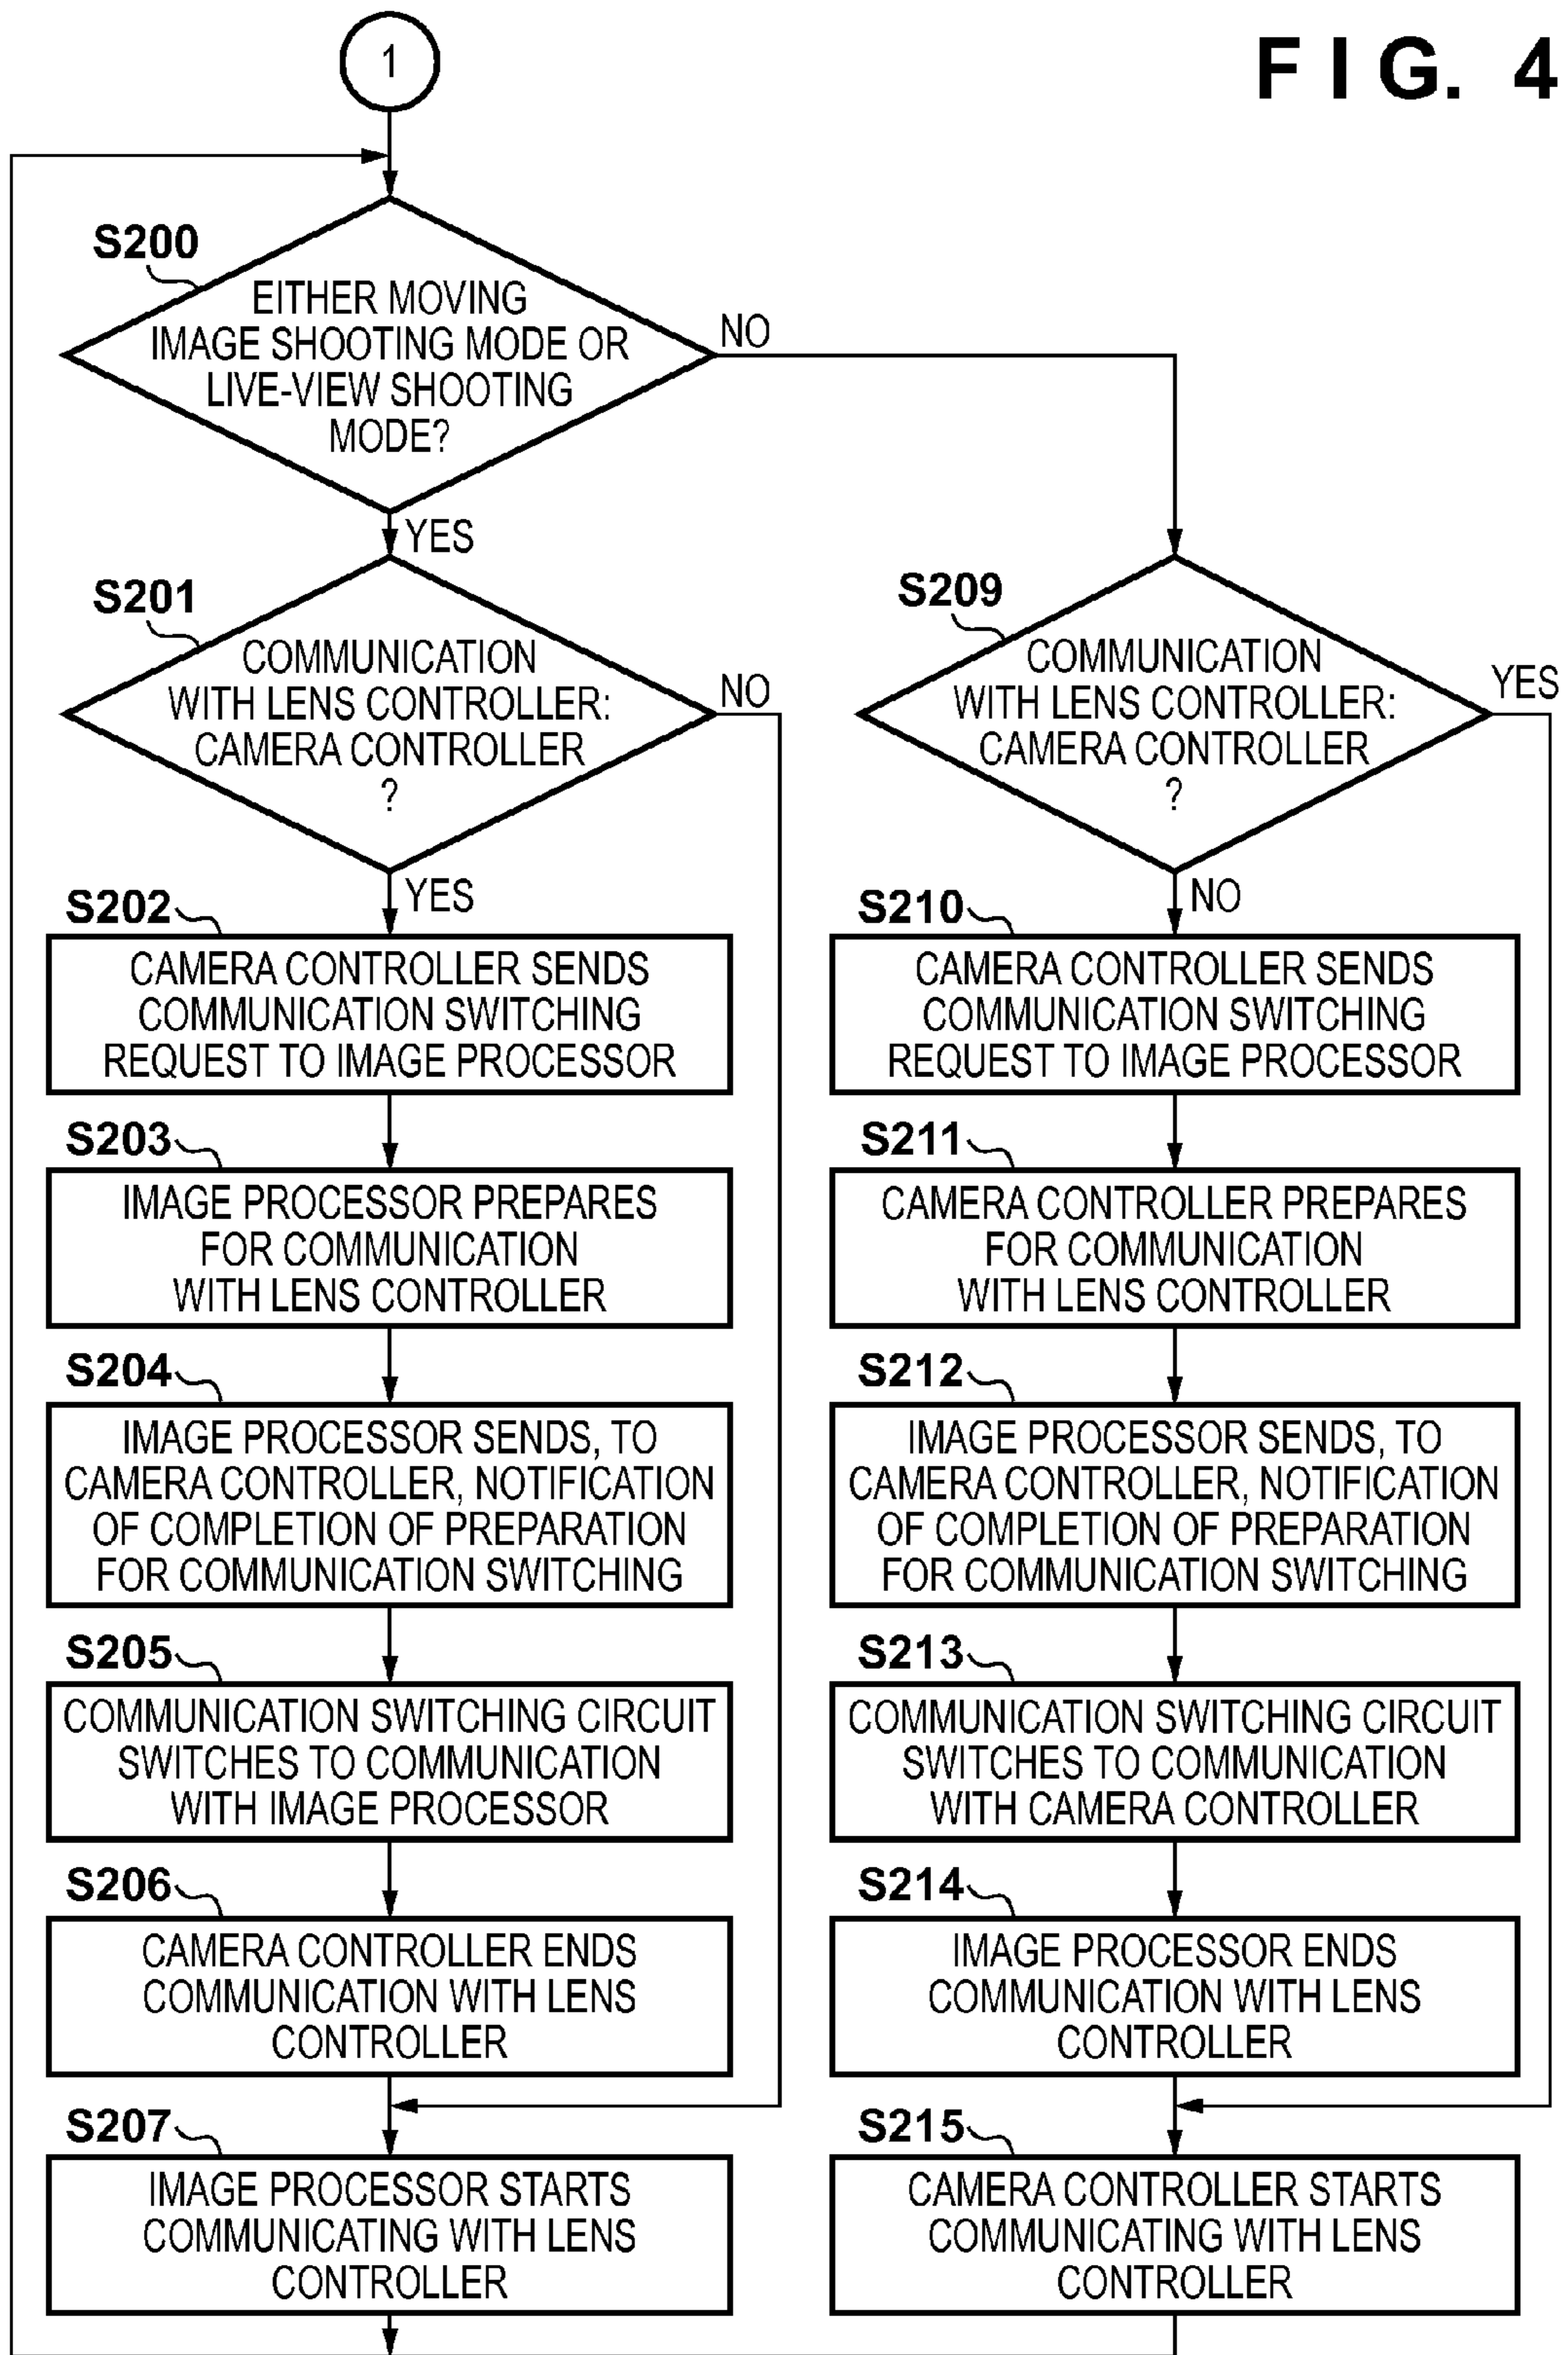 FIG. 4
1
S200
EITHER MOVING
IMAGE SHOOTING MODE OR
LIVE-VIEW SHOOTING
MODE?
NO
YES
S201
COMMUNICATION
WITH LENS CONTROLLER:
CAMERA CONTROLLER
?
NO
YES
S202
CAMERA CONTROLLER SENDS
COMMUNICATION SWITCHING
REQUEST TO IMAGE PROCESSOR
S203
IMAGE PROCESSOR PREPARES
FOR COMMUNICATION
WITH LENS CONTROLLER
S204
IMAGE PROCESSOR SENDS, TO
CAMERA CONTROLLER, NOTIFICATION
OF COMPLETION OF PREPARATION
FOR COMMUNICATION SWITCHING
S205
COMMUNICATION SWITCHING CIRCUIT
SWITCHES TO COMMUNICATION
WITH IMAGE PROCESSOR
S206
CAMERA CONTROLLER ENDS
COMMUNICATION WITH LENS
CONTROLLER
S207
IMAGE PROCESSOR STARTS
COMMUNICATING WITH LENS
CONTROLLER
S209
COMMUNICATION
WITH LENS CONTROLLER:
CAMERA CONTROLLER
?
YES
NO
S210
CAMERA CONTROLLER SENDS
COMMUNICATION SWITCHING
REQUEST TO IMAGE PROCESSOR
S211
CAMERA CONTROLLER PREPARES
FOR COMMUNICATION
WITH LENS CONTROLLER
S212
IMAGE PROCESSOR SENDS, TO
CAMERA CONTROLLER, NOTIFICATION
OF COMPLETION OF PREPARATION
FOR COMMUNICATION SWITCHING
S213
COMMUNICATION SWITCHING CIRCUIT
SWITCHES TO COMMUNICATION
WITH CAMERA CONTROLLER
S214
IMAGE PROCESSOR ENDS
COMMUNICATION WITH LENS
CONTROLLER
S215
CAMERA CONTROLLER STARTS
COMMUNICATING WITH LENS
CONTROLLER